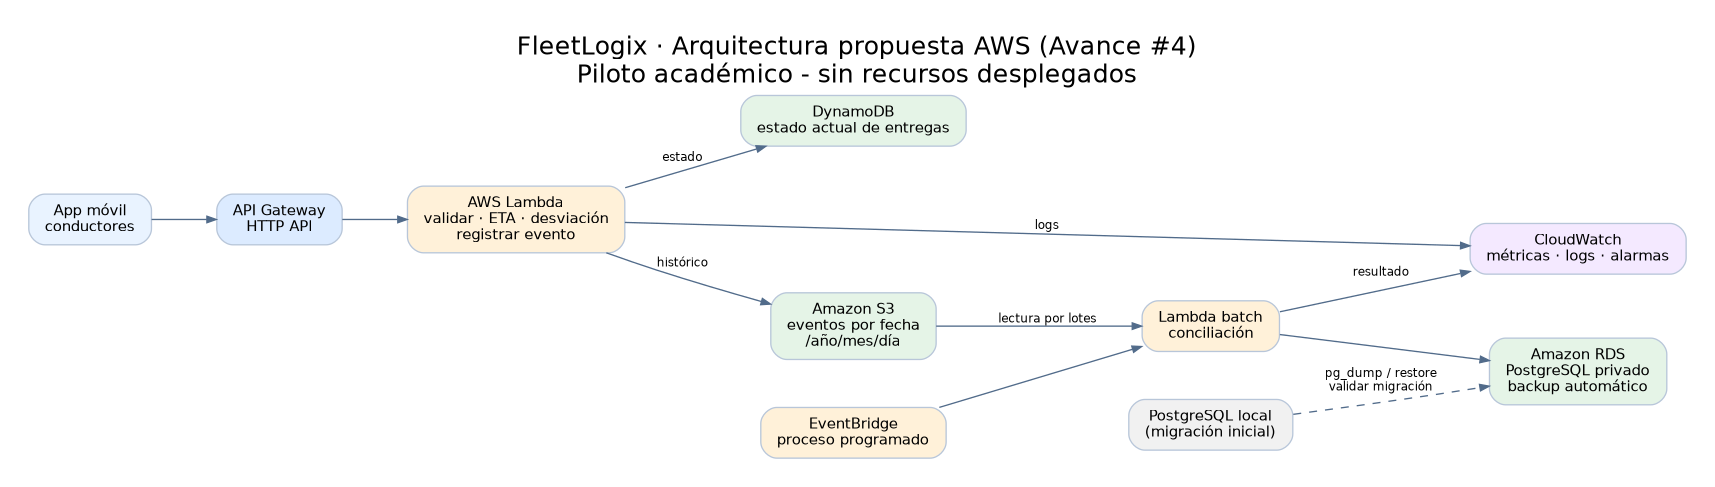 FleetLogix · Arquitectura propuesta AWS (Avance #4)
Piloto académico - sin recursos desplegados
DynamoDB
estado actual de entregas
estado
App móvil
conductores
API Gateway
HTTP API
AWS Lambda
validar · ETA · desviación
registrar evento
logs
CloudWatch
métricas · logs · alarmas
histórico
resultado
Amazon S3
eventos por fecha
/año/mes/día
lectura por lotes
Lambda batch
conciliación
Amazon RDS
PostgreSQL privado
backup automático
pg_dump / restore
validar migración
EventBridge
proceso programado
PostgreSQL local
(migración inicial)